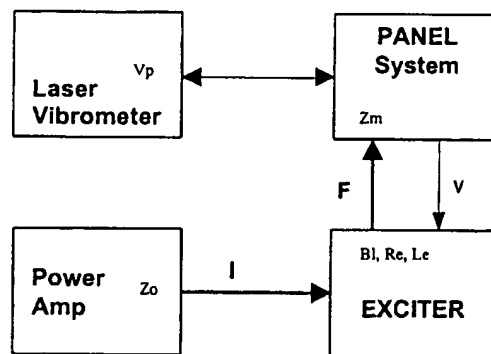 Vp
Laser
Vibrometer
PANEL
System
Zm
F
V
Power
Amp
Zo
I
Bl, Re, Le
EXCITER